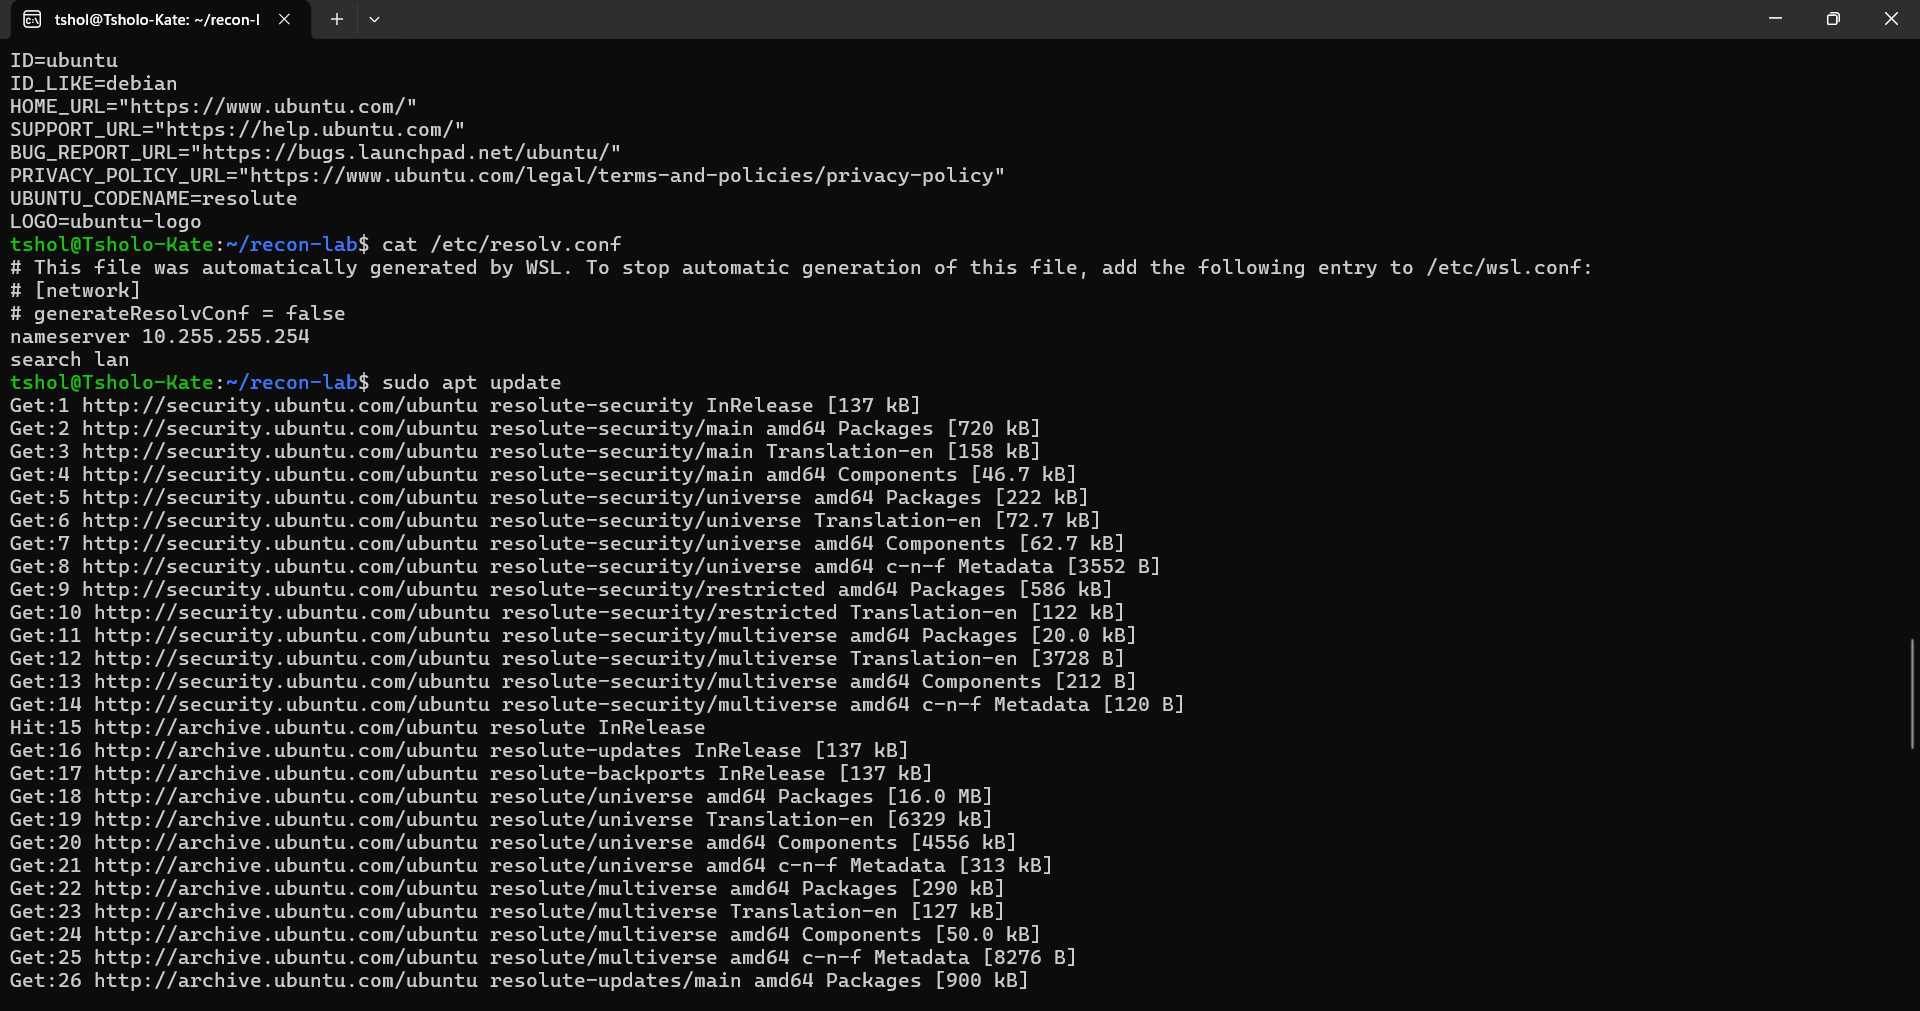 tshol@Tsholo-Kate: ~/recon-l
ID=ubuntu
ID_LIKE=debian
HOME_URL="https://www.ubuntu.com/"
SUPPORT_URL="https://help.ubuntu.com/"
BUG_REPORT_URL="https://bugs.launchpad.net/ubuntu/"
PRIVACY_POLICY_URL="https://www.ubuntu.com/legal/terms-and-policies/privacy-policy"
UBUNTU_CODENAME=resolute
LOGO=ubuntu-logo
tshol@Tsholo-Kate:~/recon-lab$ cat /etc/resolv.conf
# This file was automatically generated by WSL. To stop automatic generation of this file, add the following entry to /etc/wsl.conf:
# [network]
# generateResolvConf = false
nameserver 10.255.255.254
search lan
tshol@Tsholo-Kate:~/recon-lab$ sudo apt update
Get:1 http://security.ubuntu.com/ubuntu resolute-security InRelease [137 kB]
Get:2 http://security.ubuntu.com/ubuntu resolute-security/main amd64 Packages [720 kB]
Get:3 http://security.ubuntu.com/ubuntu resolute-security/main Translation-en [158 kB]
Get:4 http://security.ubuntu.com/ubuntu resolute-security/main amd64 Components [46.7 kB]
Get:5 http://security.ubuntu.com/ubuntu resolute-security/universe amd64 Packages [222 kB]
Get:6 http://security.ubuntu.com/ubuntu resolute-security/universe Translation-en [72.7 kB]
Get:7 http://security.ubuntu.com/ubuntu resolute-security/universe amd64 Components [62.7 kB]
Get:8 http://security.ubuntu.com/ubuntu resolute-security/universe amd64 c-n-f Metadata [3552 B]
Get:9 http://security.ubuntu.com/ubuntu resolute-security/restricted amd64 Packages [586 kB]
Get:10 http://security.ubuntu.com/ubuntu resolute-security/restricted Translation-en [122 kB]
Get:11 http://security.ubuntu.com/ubuntu resolute-security/multiverse amd64 Packages [20.0 kB]
Get:12 http://security.ubuntu.com/ubuntu resolute-security/multiverse Translation-en [3728 B]
Get:13 http://security.ubuntu.com/ubuntu resolute-security/multiverse amd64 Components [212 B]
Get:14 http://security.ubuntu.com/ubuntu resolute-security/multiverse amd64 c-n-f Metadata [120 B]
Hit:15 http://archive.ubuntu.com/ubuntu resolute InRelease
Get:16 http://archive.ubuntu.com/ubuntu resolute-updates InRelease [137 kB]
Get:17 http://archive.ubuntu.com/ubuntu resolute-backports InRelease [137 kB]
Get:18 http://archive.ubuntu.com/ubuntu resolute/universe amd64 Packages [16.0 MB]
Get:19 http://archive.ubuntu.com/ubuntu resolute/universe Translation-en [6329 kB]
Get:20 http://archive.ubuntu.com/ubuntu resolute/universe amd64 Components [4556 kB]
Get:21 http://archive.ubuntu.com/ubuntu resolute/universe amd64 c-n-f Metadata [313 kB]
Get:22 http://archive.ubuntu.com/ubuntu resolute/multiverse amd64 Packages [290 kB]
Get:23 http://archive.ubuntu.com/ubuntu resolute/multiverse Translation-en [127 kB]
Get:24 http://archive.ubuntu.com/ubuntu resolute/multiverse amd64 Components [50.0 kB]
Get:25 http://archive.ubuntu.com/ubuntu resolute/multiverse amd64 c-n-f Metadata [8276 B]
Get:26 http://archive.ubuntu.com/ubuntu resolute-updates/main amd64 Packages [900 kB]